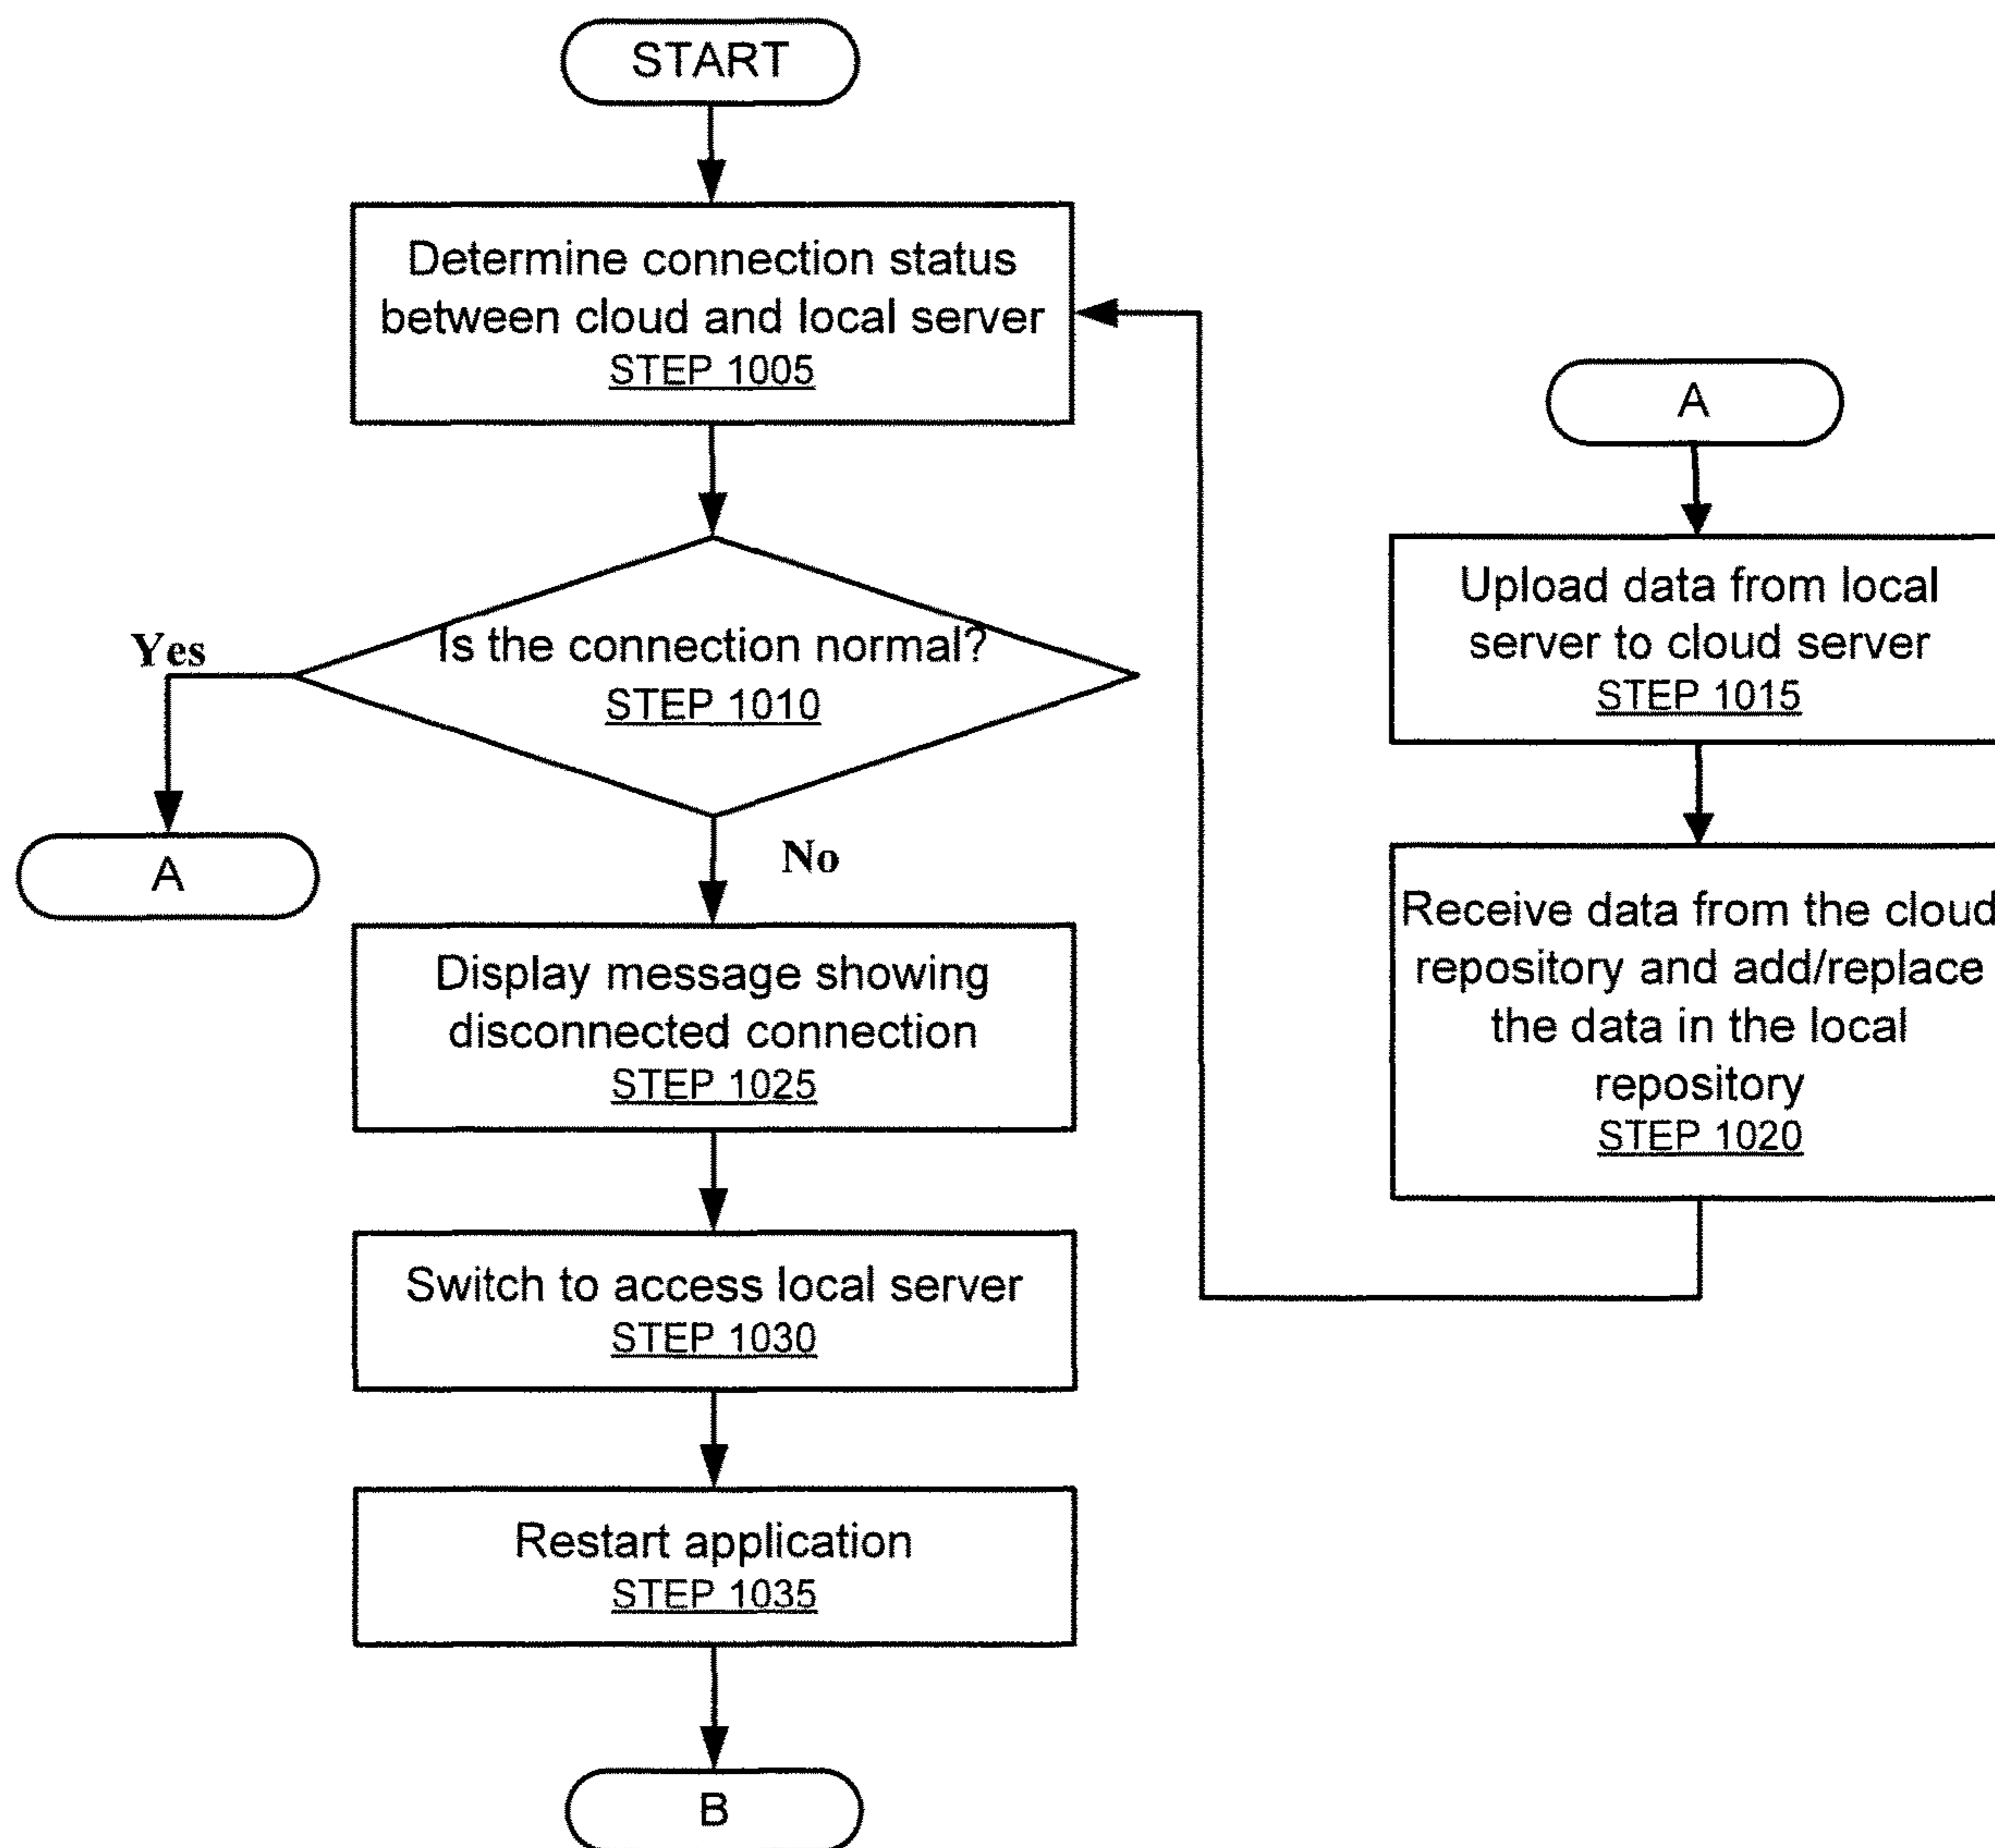 START
Determine connection status
between cloud and local server
STEP 1005
Is the connection normal?
STEP 1010
Yes
A
No
Display message showing
disconnected connection
STEP 1025
Switch to access local server
STEP 1030
Restart application
STEP 1035
B
A
Upload data from local
server to cloud server
STEP 1015
Receive data from the cloud
repository and add/replace
the data in the local
repository
STEP 1020